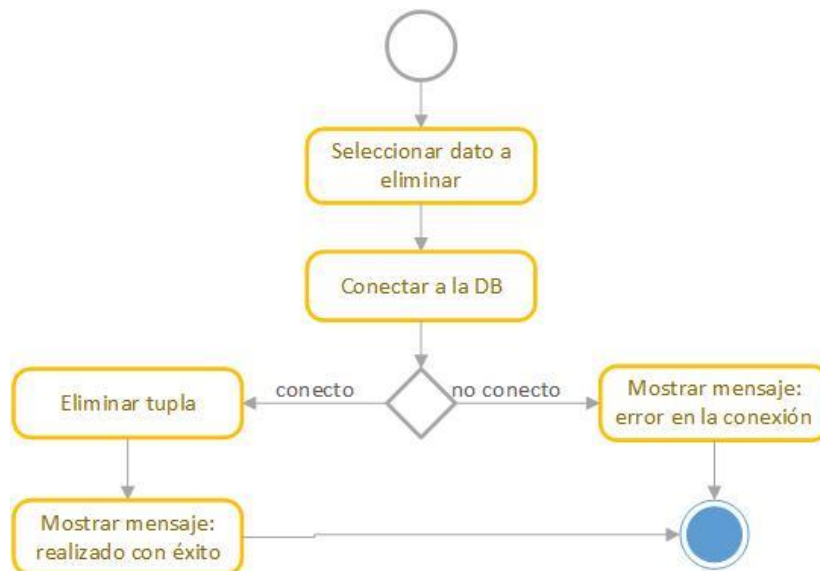 Seleccionar dato a
eliminar
Conectar a la DB
conecto
no conecto
Eliminar tupla
Mostrar mensaje:
error en la conexión
Mostrar mensaje:
realizado con éxito